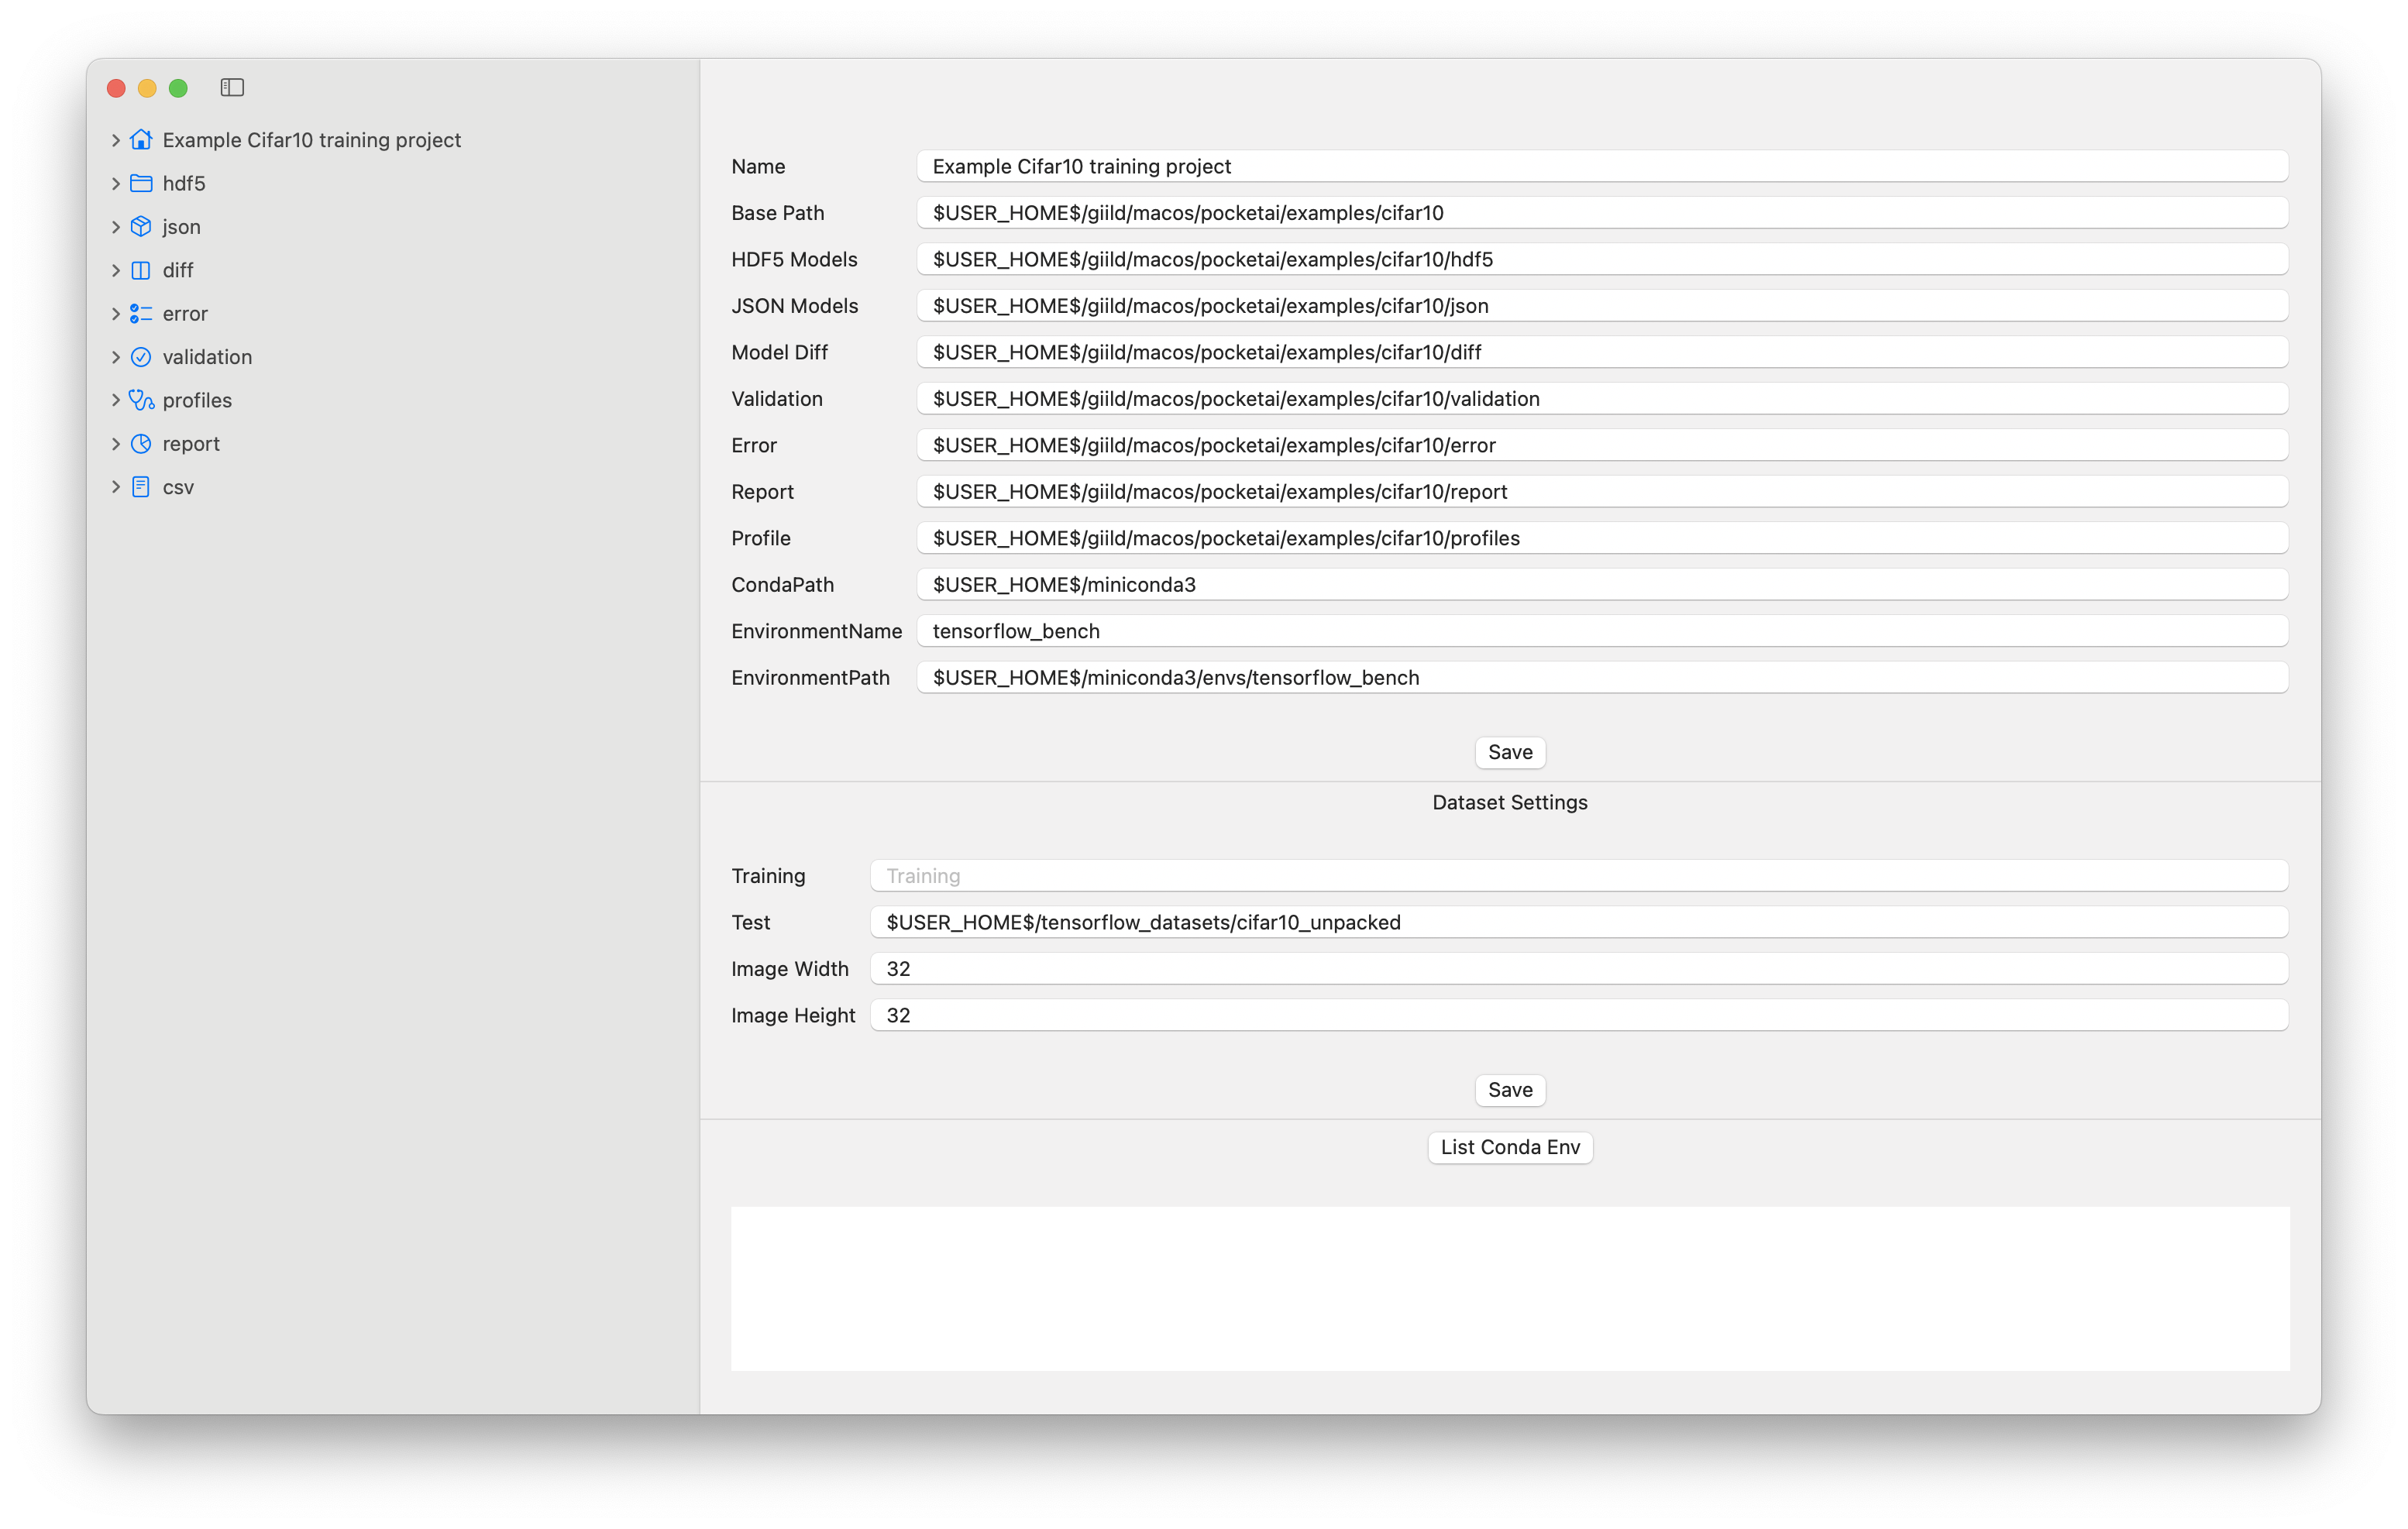 Example Cifar10 training project
hdf5
json
diff
error
validation
profiles
report
csv
Name Example Cifar10 training project
Base Path $USER_HOME$/giild/macos/pocketai/examples/cifar10
HDF5 Models $USER_HOME$/giild/macos/pocketai/examples/cifar10/hdf5
JSON Models $USER_HOME$/giild/macos/pocketai/examples/cifar10/json
Model Diff $USER_HOME$/giild/macos/pocketai/examples/cifar10/diff
Validation $USER_HOME$/giild/macos/pocketai/examples/cifar10/validation
Error $USER_HOME$/giild/macos/pocketai/examples/cifar10/error
Report $USER_HOME$/giild/macos/pocketai/examples/cifar10/report
Profile $USER_HOME$/giild/macos/pocketai/examples/cifar10/profiles
CondaPath $USER_HOME$/miniconda3
EnvironmentName tensorflow_bench
EnvironmentPath $USER_HOME$/miniconda3/envs/tensorflow_bench
Save
Dataset Settings
Training Training
Test $USER_HOME$/tensorflow_datasets/cifar10_unpacked
Image Width 32
Image Height 32
Save
List Conda Env